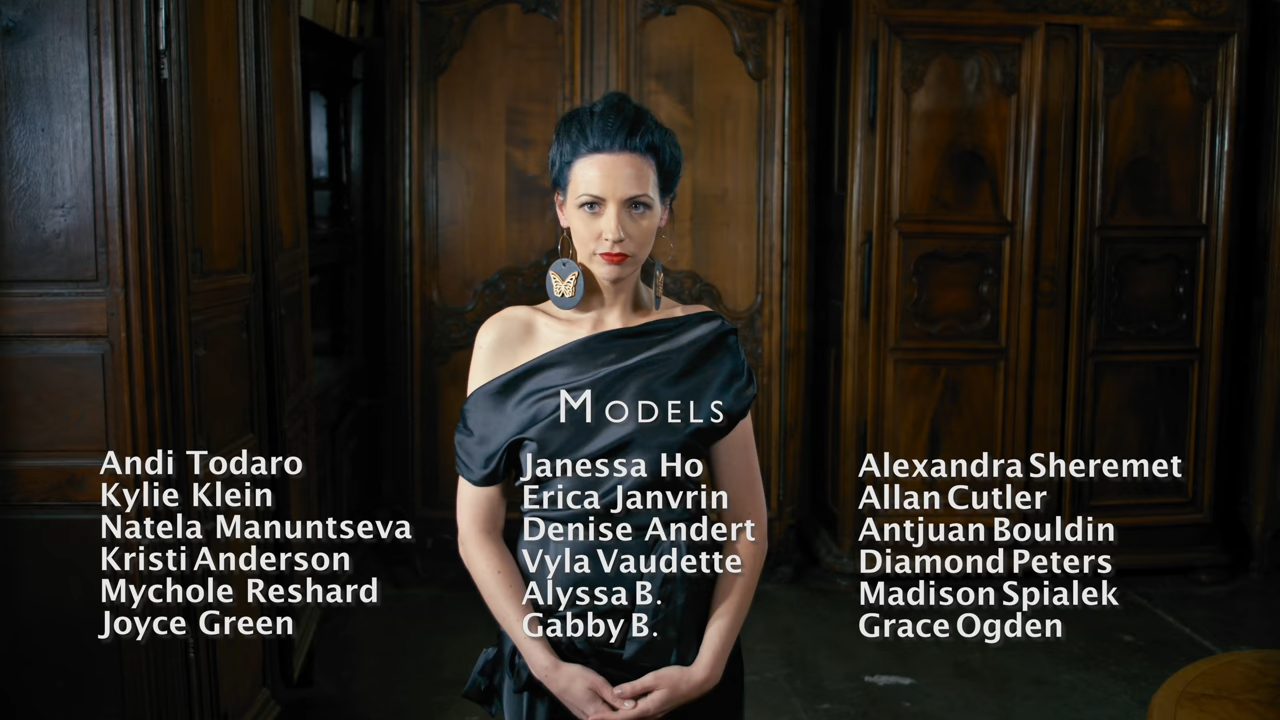 MODELS
Andi Todaro
Kylie Klein
Natela Manuntseva
Kristi Anderson
Mychole Reshard
Joyce Green
Janessa Ho
Erica Janvrin
Denise Andert
Vyla Vaudette
Alyssa B.
Gabby B.
Alexandra Sheremet
Allan Cutler
Antjuan Bouldin
Diamond Peters
Madison Spialek
Grace Ogden